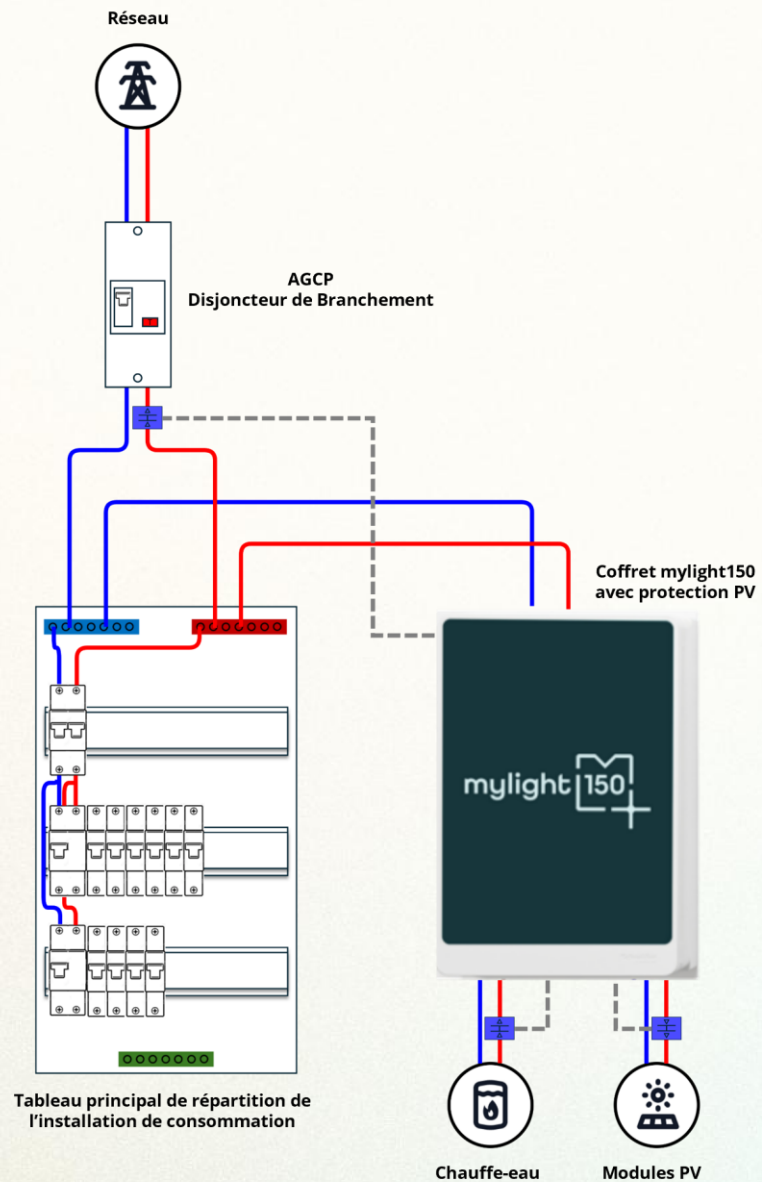 Réseau
AGCP
Disjoncteur de Branchement
Coffret mylight150
avec protection PV
mylight 150
Tableau principal de répartition de
l’installation de consommation
Chauffe-eau
Modules PV